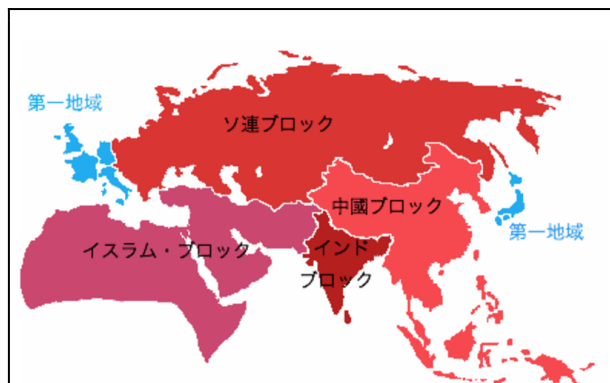 第一地域
ソ連ブロック
中國ブロック
第一地域
イスラム・ブロック
インド
ブロック